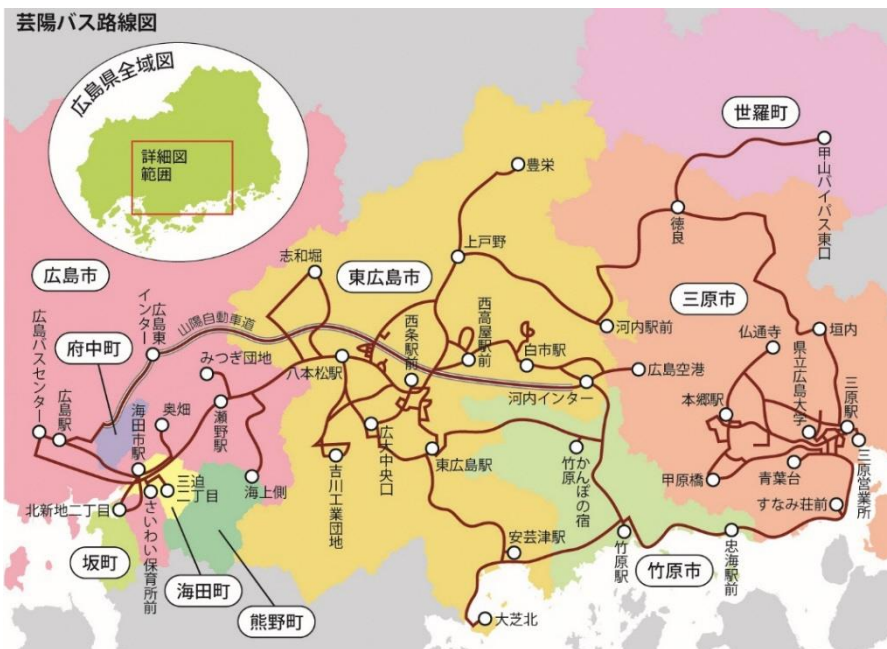 芸陽バス路線図
広島県全域図
詳細図
範囲
世羅町
甲山バイパス東口
豊栄
徳良
上戸野
志和堀
広島市
東広島市
三原市
広島東
インター
山陽自動車道
西条駅前
西高屋駅前
白市駅
河内駅前
仏通寺
垣内
広島バスセンター
府中町
みつぎ団地
八本松駅
広島空港
県立広島大学
河内インター
本郷駅
三原駅
広島駅
海田市駅
奥畑
瀬野駅
広大中央口
東広島駅
かんぽの宿
竹原
三原営業所
青葉台
甲原橋
すなみ荘前
三迫
二丁目
海上側
吉川工業団地
北新地二丁目
さいわい保育所前
安芸津駅
竹原駅
忠海駅前
坂町
海田町
熊野町
竹原市
大芝北